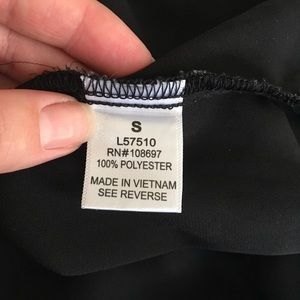 S
L57510
RN#108697
100% POLYESTER
MADE IN VIETNAM
SEE REVERSE